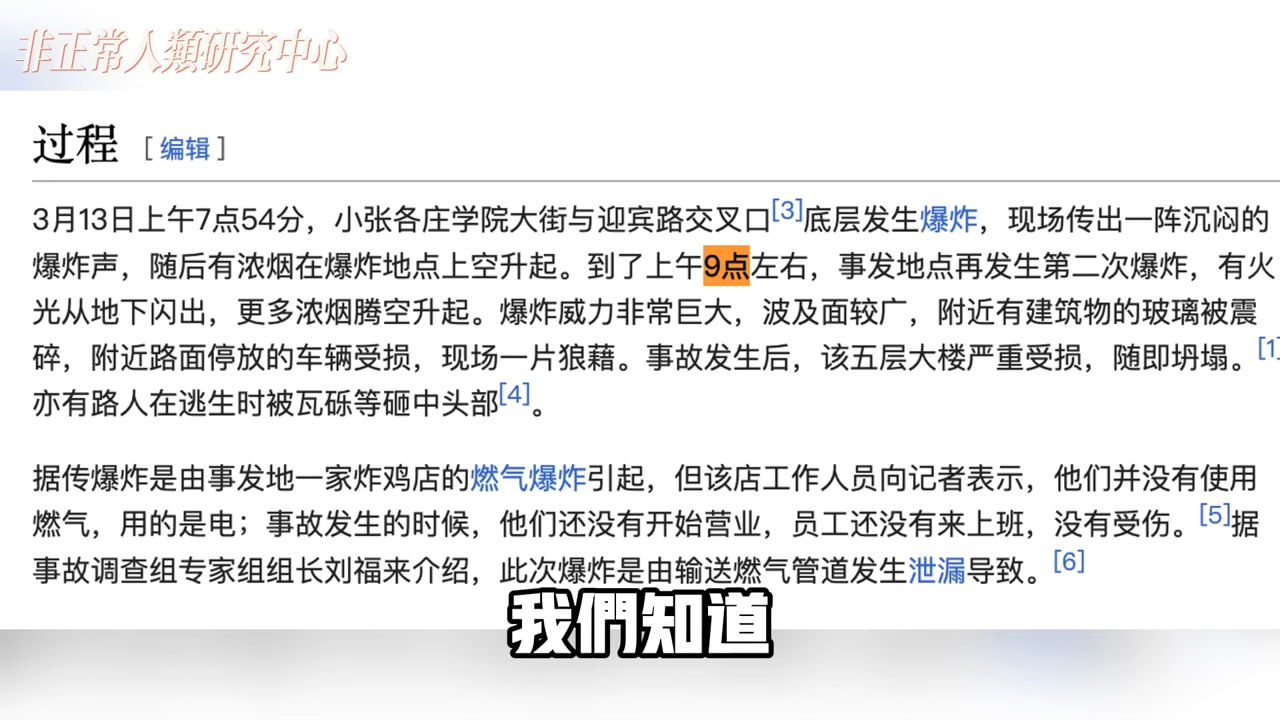 非正常人類研究中心
过程 [编辑]
3月13日上午7点54分，小张各庄学院大街与迎宾路交叉口[3]底层发生爆炸，现场传出一阵沉闷的
爆炸声，随后有浓烟在爆炸地点上空升起。到了上午9点左右，事发地点再发生第二次爆炸，有火
光从地下闪出，更多浓烟腾空升起。爆炸威力非常巨大，波及面较广，附近有建筑物的玻璃被震
碎，附近路面停放的车辆受损，现场一片狼藉。事故发生后，该五层大楼严重受损，随即坍塌。[1]
亦有路人在逃生时被瓦砾等砸中头部[4]。
据传爆炸是由事发地一家炸鸡店的燃气爆炸引起，但该店工作人员向记者表示，他们并没有使用
燃气，用的是电；事故发生的时候，他们还没有开始营业，员工还没有来上班，没有受伤。[5]据
事故调查组专家组组长刘福来介绍，此次爆炸是由输送燃气管道发生泄漏导致。[6]
我們知道